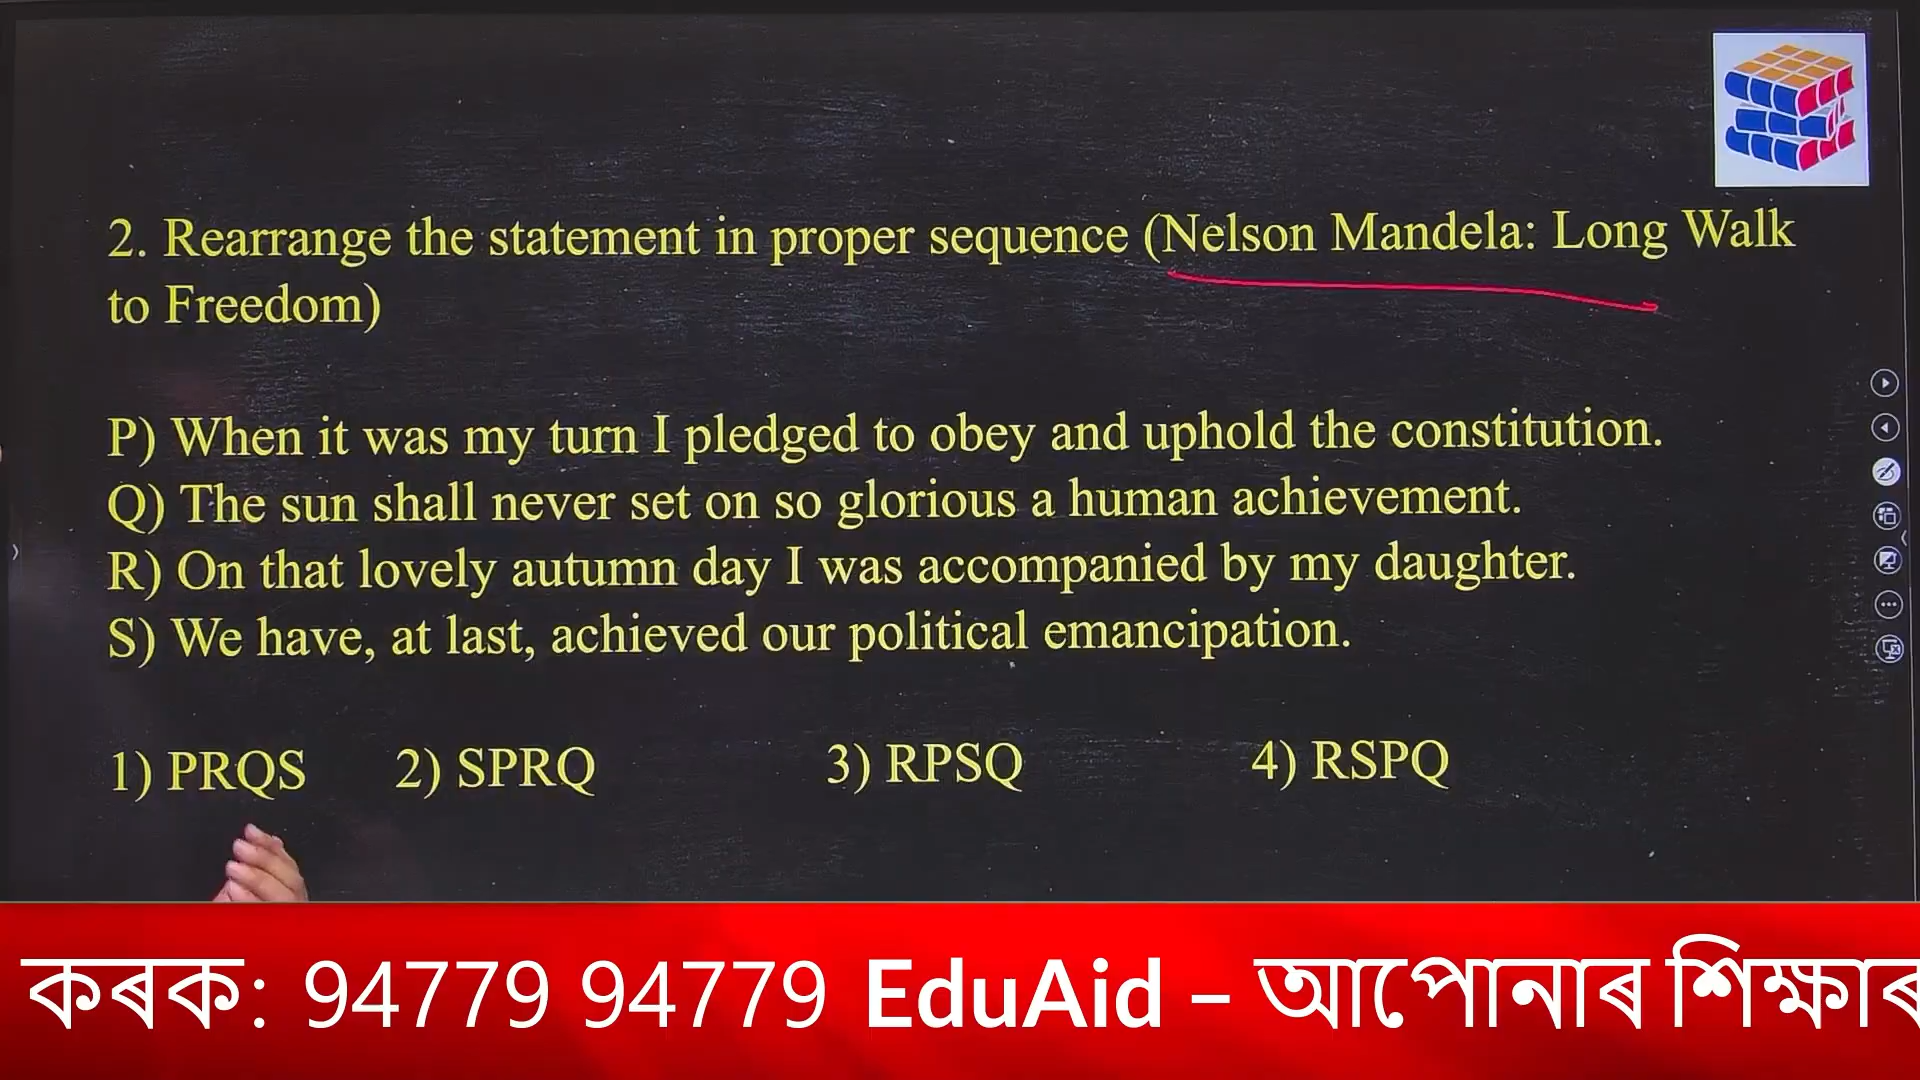 2. Rearrange the statement in proper sequence (Nelson Mandela: Long Walk
to Freedom)
P) When it was my turn I pledged to obey and uphold the constitution.
Q) The sun shall never set on so glorious a human achievement.
R) On that lovely autumn day I was accompanied by my daughter.
S) We have, at last, achieved our political emancipation.
1) PRQS 2) SPRQ 3) RPSQ 4) RSPQ
কৰক: 94779 94779 EduAid – আপোনাৰ শিক্ষাৰ